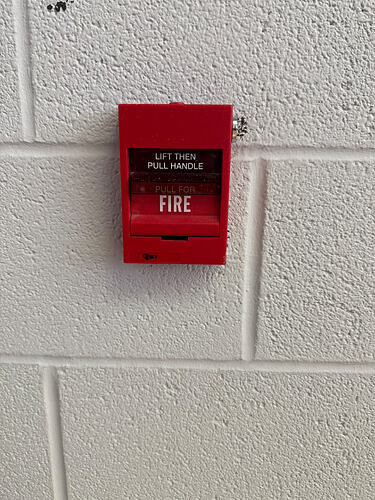 LIFT THEN
PULL HANDLE
PULL FOR
FIRE